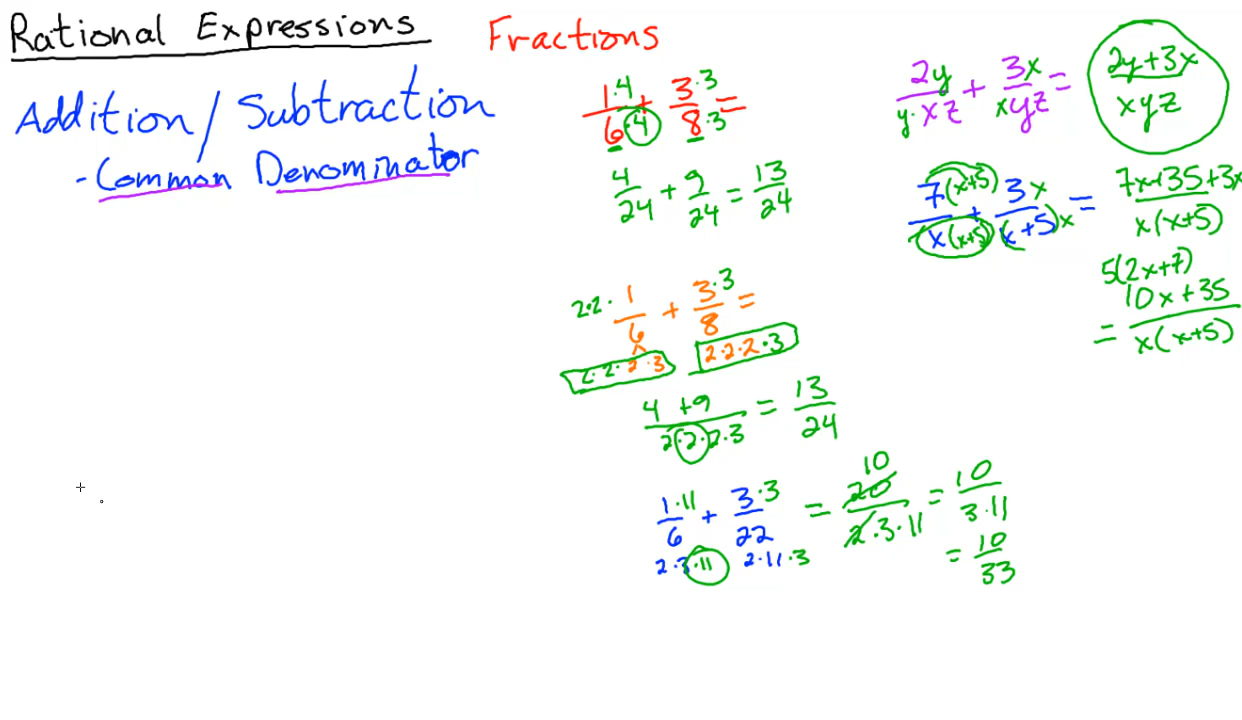 Rational Expressions
Addition / Subtraction
- Common Denominator
Fractions
1·4/6·4 + 3·3/8·3 =
4/24 + 9/24 = 13/24
2·2· 1/6 + 3·3/8 =
2·2·2·3 2·2·2·3
4 + 9/2·2·2·3 = 13/24
1·11/6 + 3·3/22 = 20/2·3·11 = 10/3·11
10
2·3·11 2·11·3
= 10/33
2y/y·xz + 3x/xyz = 2y+3x/xyz
7(x+5)/x(x+5) + 3x/(x+5)x = 7x+35+3x/x(x+5)
5(2x+7)
= 10x+35/x(x+5)